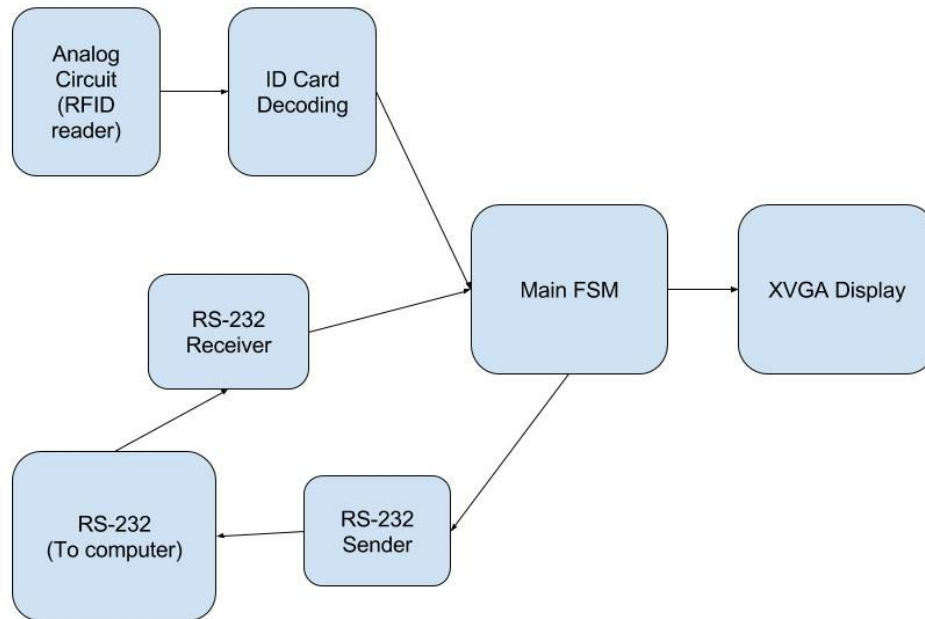 Analog
Circuit
(RFID
reader)
ID Card
Decoding
Main FSM
XVGA Display
RS-232
Receiver
RS-232
(To computer)
RS-232
Sender